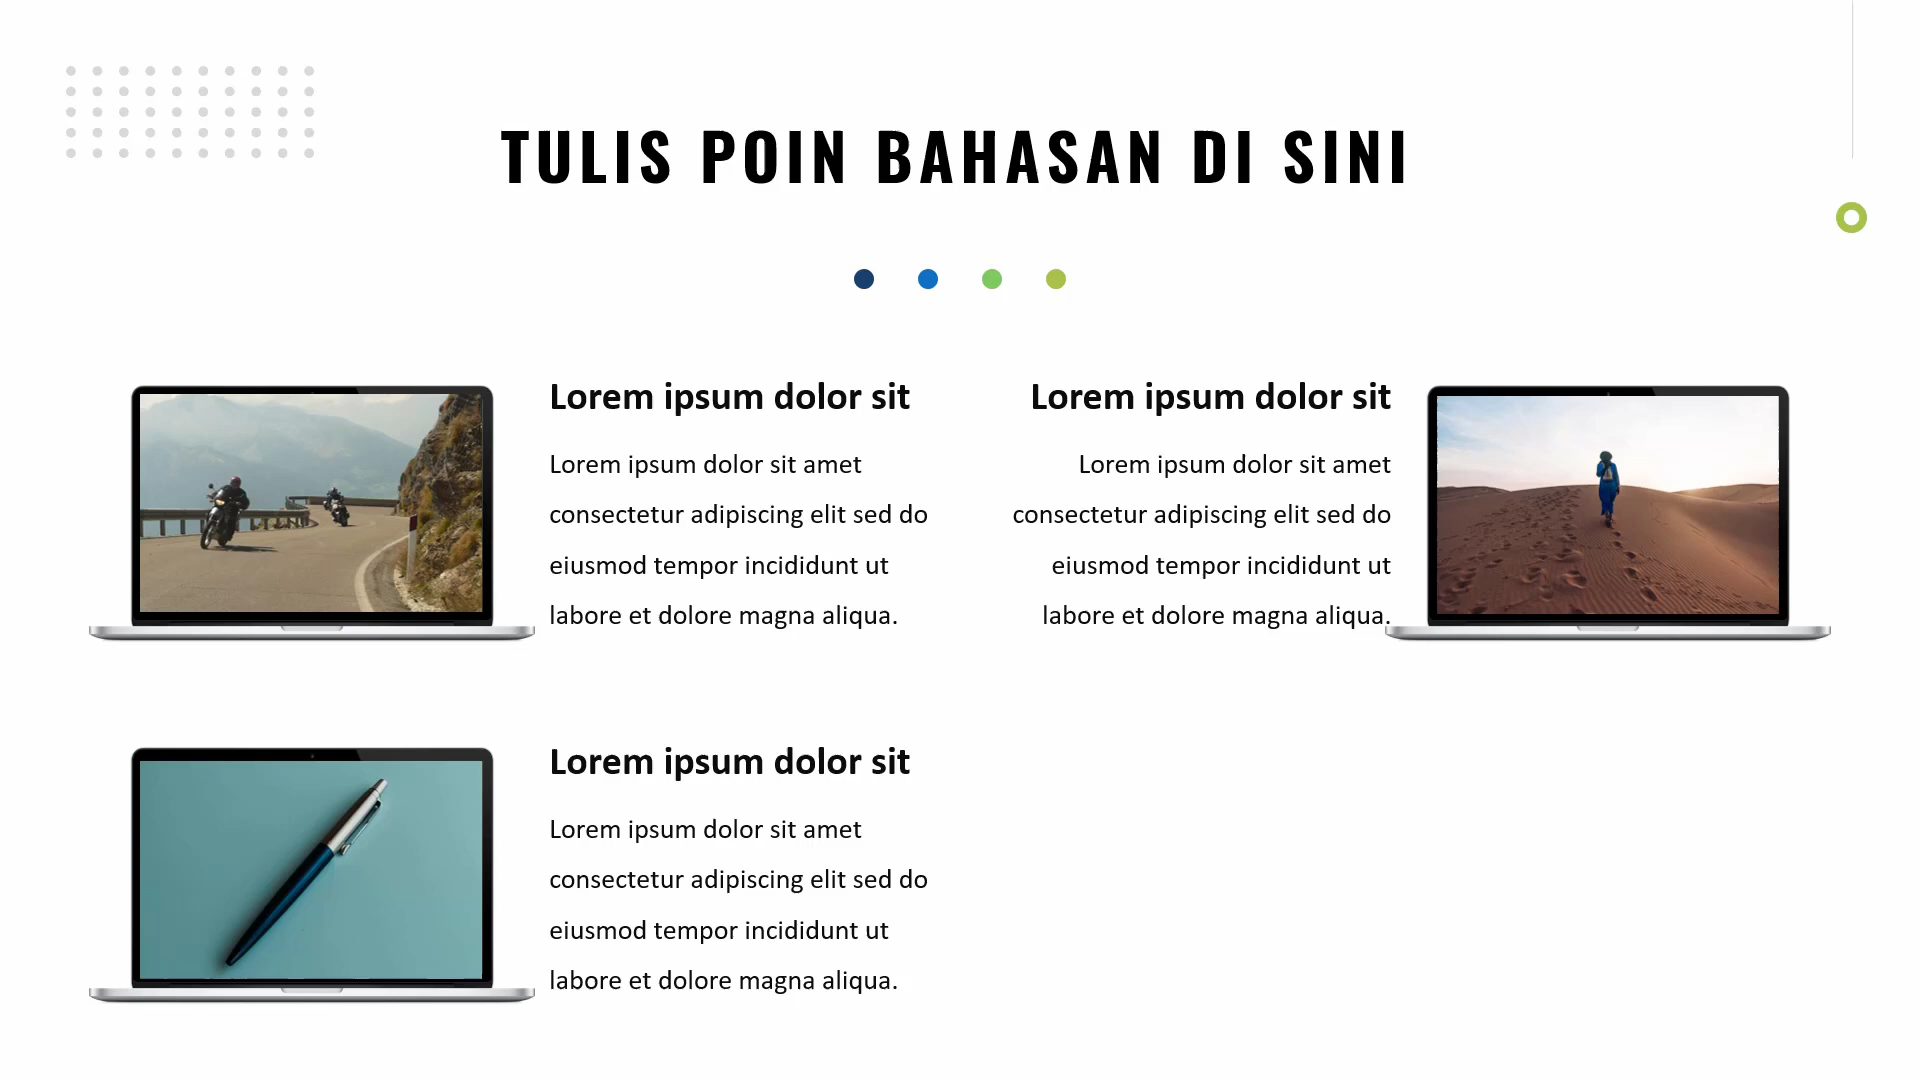 TULIS POIN BAHASAN DI SINI
Lorem ipsum dolor sit
Lorem ipsum dolor sit amet
consectetur adipiscing elit sed do
eiusmod tempor incididunt ut
labore et dolore magna aliqua.
Lorem ipsum dolor sit
Lorem ipsum dolor sit amet
consectetur adipiscing elit sed do
eiusmod tempor incididunt ut
labore et dolore magna aliqua.
Lorem ipsum dolor sit
Lorem ipsum dolor sit amet
consectetur adipiscing elit sed do
eiusmod tempor incididunt ut
labore et dolore magna aliqua.